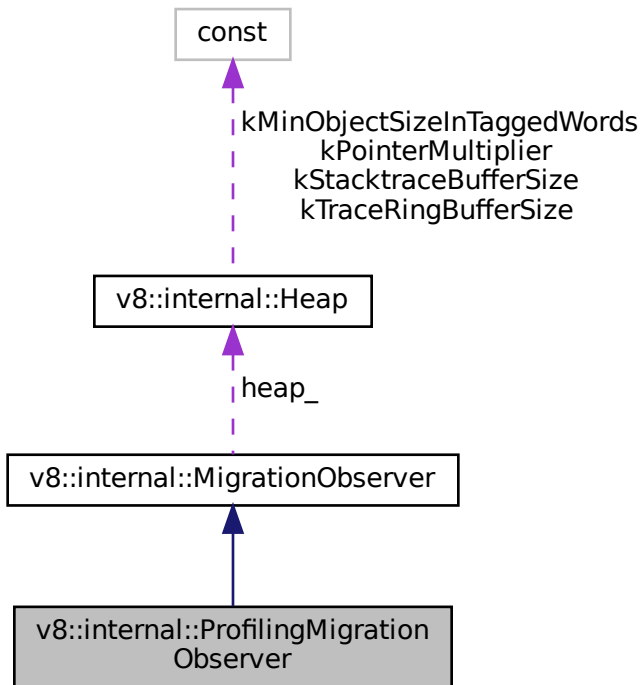 const
kMinObjectSizeInTaggedWords
kPointerMultiplier
kStacktraceBufferSize
kTraceRingBufferSize
v8::internal::Heap
heap_
v8::internal::MigrationObserver
v8::internal::ProfilingMigration
Observer